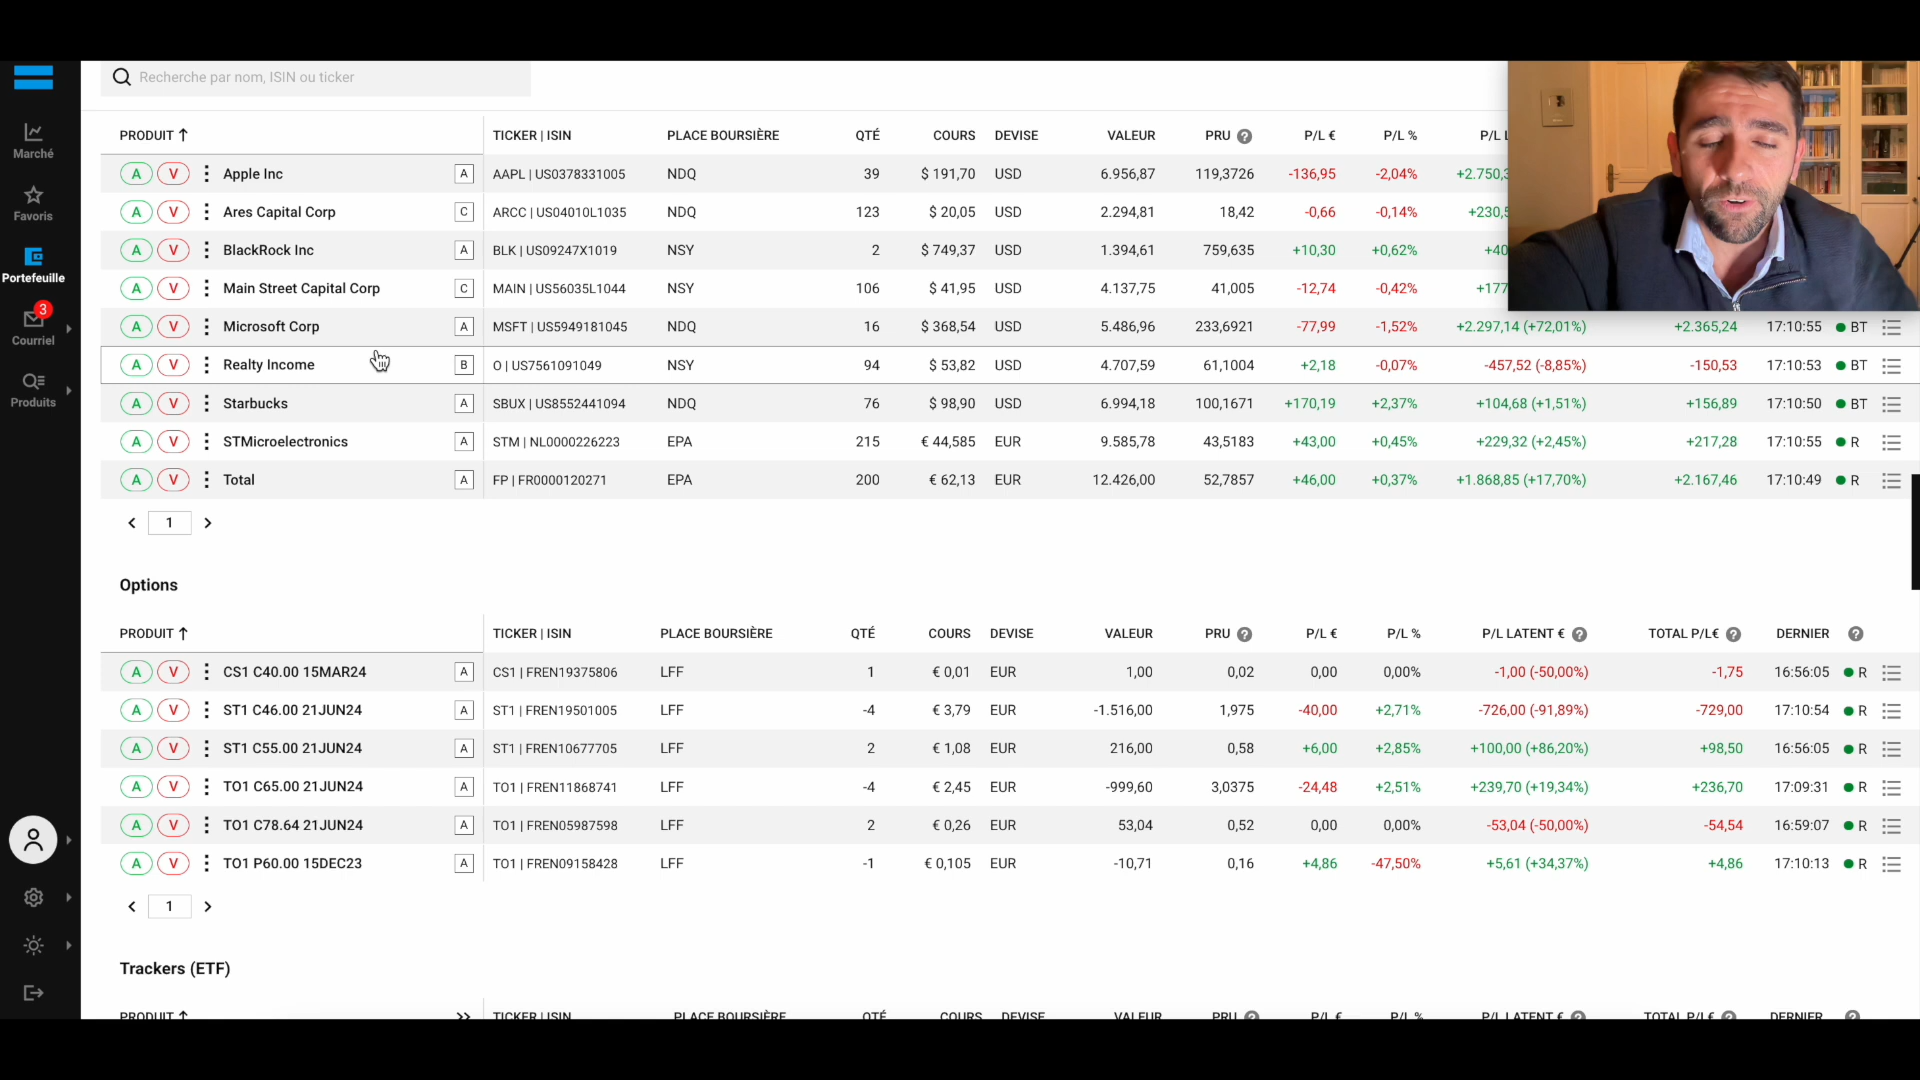 Recherche par nom, ISIN ou ticker
PRODUIT ↑ TICKER | ISIN PLACE BOURSIÈRE QTÉ COURS DEVISE VALEUR PRU ? P/L € P/L % P/L L
A V Apple Inc A AAPL | US0378331005 NDQ 39 $ 191,70 USD 6.956,87 119,3726 -136,95 -2,04% +2.750,3
A V Ares Capital Corp C ARCC | US04010L1035 NDQ 123 $ 20,05 USD 2.294,81 18,42 -0,66 -0,14% +230,5
A V BlackRock Inc A BLK | US09247X1019 NSY 2 $ 749,37 USD 1.394,61 759,635 +10,30 +0,62% +40
A V Main Street Capital Corp C MAIN | US56035L1044 NSY 106 $ 41,95 USD 4.137,75 41,005 -12,74 -0,42% +177
A V Microsoft Corp A MSFT | US5949181045 NDQ 16 $ 368,54 USD 5.486,96 233,6921 -77,99 -1,52% +2.297,14 (+72,01%) +2.365,24 17:10:55 BT
A V Realty Income B O | US7561091049 NSY 94 $ 53,82 USD 4.707,59 61,1004 +2,18 -0,07% -457,52 (-8,85%) -150,53 17:10:53 BT
A V Starbucks A SBUX | US8552441094 NDQ 76 $ 98,90 USD 6.994,18 100,1671 +170,19 +2,37% +104,68 (+1,51%) +156,89 17:10:50 BT
A V STMicroelectronics A STM | NL0000226223 EPA 215 € 44,585 EUR 9.585,78 43,5183 +43,00 +0,45% +229,32 (+2,45%) +217,28 17:10:55 R
A V Total A FP | FR0000120271 EPA 200 € 62,13 EUR 12.426,00 52,7857 +46,00 +0,37% +1.868,85 (+17,70%) +2.167,46 17:10:49 R
1
Options
PRODUIT ↑ TICKER | ISIN PLACE BOURSIÈRE QTÉ COURS DEVISE VALEUR PRU ? P/L € P/L % P/L LATENT € ? TOTAL P/L€ ? DERNIER ?
A V CS1 C40.00 15MAR24 A CS1 | FREN19375806 LFF 1 € 0,01 EUR 1,00 0,02 0,00 0,00% -1,00 (-50,00%) -1,75 16:56:05 R
A V ST1 C46.00 21JUN24 A ST1 | FREN19501005 LFF -4 € 3,79 EUR -1.516,00 1,975 -40,00 +2,71% -726,00 (-91,89%) -729,00 17:10:54 R
A V ST1 C55.00 21JUN24 A ST1 | FREN10677705 LFF 2 € 1,08 EUR 216,00 0,58 +6,00 +2,85% +100,00 (+86,20%) +98,50 16:56:05 R
A V TO1 C65.00 21JUN24 A TO1 | FREN11868741 LFF -4 € 2,45 EUR -999,60 3,0375 -24,48 +2,51% +239,70 (+19,34%) +236,70 17:09:31 R
A V TO1 C78.64 21JUN24 A TO1 | FREN05987598 LFF 2 € 0,26 EUR 53,04 0,52 0,00 0,00% -53,04 (-50,00%) -54,54 16:59:07 R
A V TO1 P60.00 15DEC23 A TO1 | FREN09158428 LFF -1 € 0,105 EUR -10,71 0,16 +4,86 -47,50% +5,61 (+34,37%) +4,86 17:10:13 R
1
Trackers (ETF)
PRODUIT ↑ TICKER | ISIN PLACE BOURSIÈRE QTÉ COURS DEVISE VALEUR PRU ? P/L € P/L % P/L LATENT € ? TOTAL P/L€ ? DERNIER ?
Marché
Favoris
Portefeuille
3
Courriel
Produits